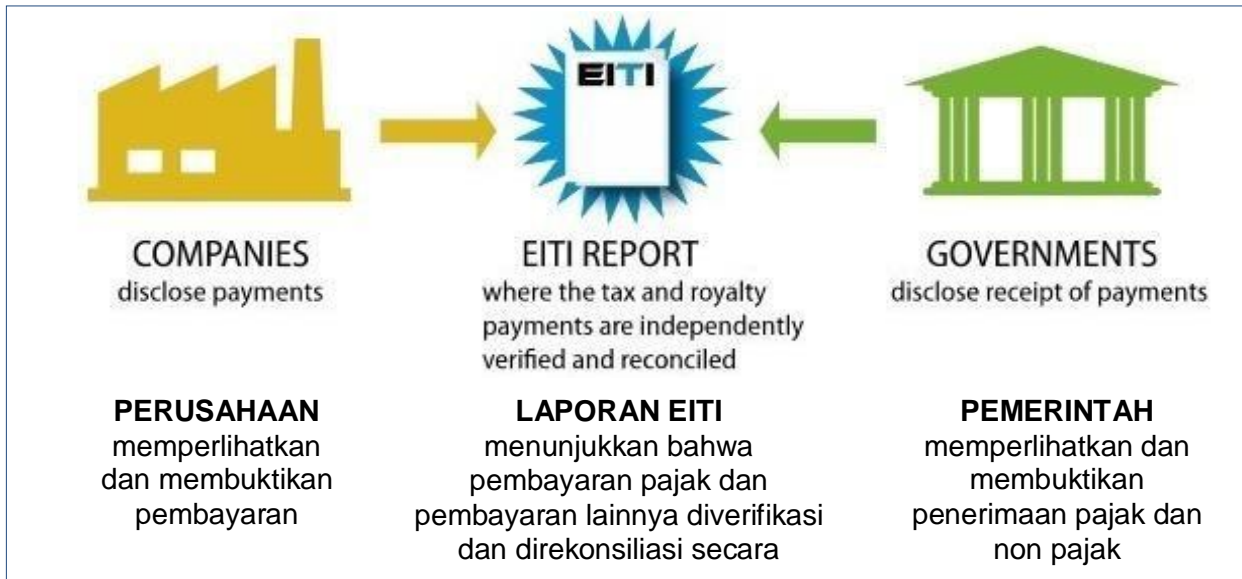 EITI
COMPANIES
disclose payments
EITI REPORT
where the tax and royalty
payments are independently
verified and reconciled
GOVERNMENTS
disclose receipt of payments
PERUSAHAAN
memperlihatkan
dan membuktikan
pembayaran
LAPORAN EITI
menunjukkan bahwa
pembayaran pajak dan
pembayaran lainnya diverifikasi
dan direkonsiliasi secara
PEMERINTAH
memperlihatkan dan
membuktikan
penerimaan pajak dan
non pajak